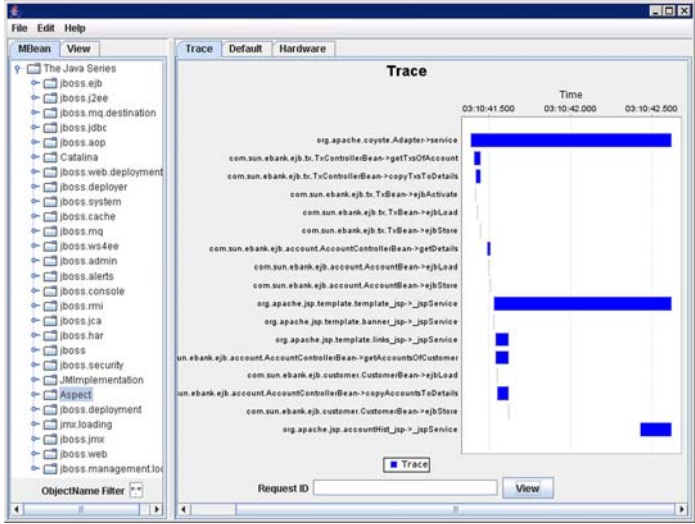 File Edit Help
MBean View
The Java Series
jboss.ejb
jboss.j2ee
jboss.mq.destination
jboss.jdbc
jboss.aop
Catalina
jboss.web.deployment
jboss.deployer
jboss.system
jboss.cache
jboss.mq
jboss.ws4ee
jboss.admin
jboss.alerts
jboss.console
jboss.rmi
jboss.jca
jboss.har
jboss
jboss.security
JMImplementation
Aspect
jboss.deployment
jmx.loading
jboss.jmx
jboss.web
jboss.management.loc
ObjectName Filter
Trace Default Hardware
Trace
Time
03:10:41.500 03:10:42.000 03:10:42.500
org.apache.coyote.Adapter->service
com.sun.ebank.ejb.tx.TxControllerBean->getTxsOfAccount
com.sun.ebank.ejb.tx.TxControllerBean->copyTxsToDetails
com.sun.ebank.ejb.tx.TxBean->ejbActivate
com.sun.ebank.ejb.tx.TxBean->ejbLoad
com.sun.ebank.ejb.tx.TxBean->ejbStore
com.sun.ebank.ejb.account.AccountControllerBean->getDetails
com.sun.ebank.ejb.account.AccountBean->ejbLoad
com.sun.ebank.ejb.account.AccountBean->ejbStore
org.apache.jsp.template.template_jsp->_jspService
org.apache.jsp.template.banner_jsp->_jspService
org.apache.jsp.template.links_jsp->_jspService
un.ebank.ejb.account.AccountControllerBean->getAccountsOfCustomer
com.sun.ebank.ejb.customer.CustomerBean->ejbLoad
un.ebank.ejb.account.AccountControllerBean->copyAccountsToDetails
com.sun.ebank.ejb.customer.CustomerBean->ejbStore
org.apache.jsp.accountHist_jsp->_jspService
Trace
Request ID View